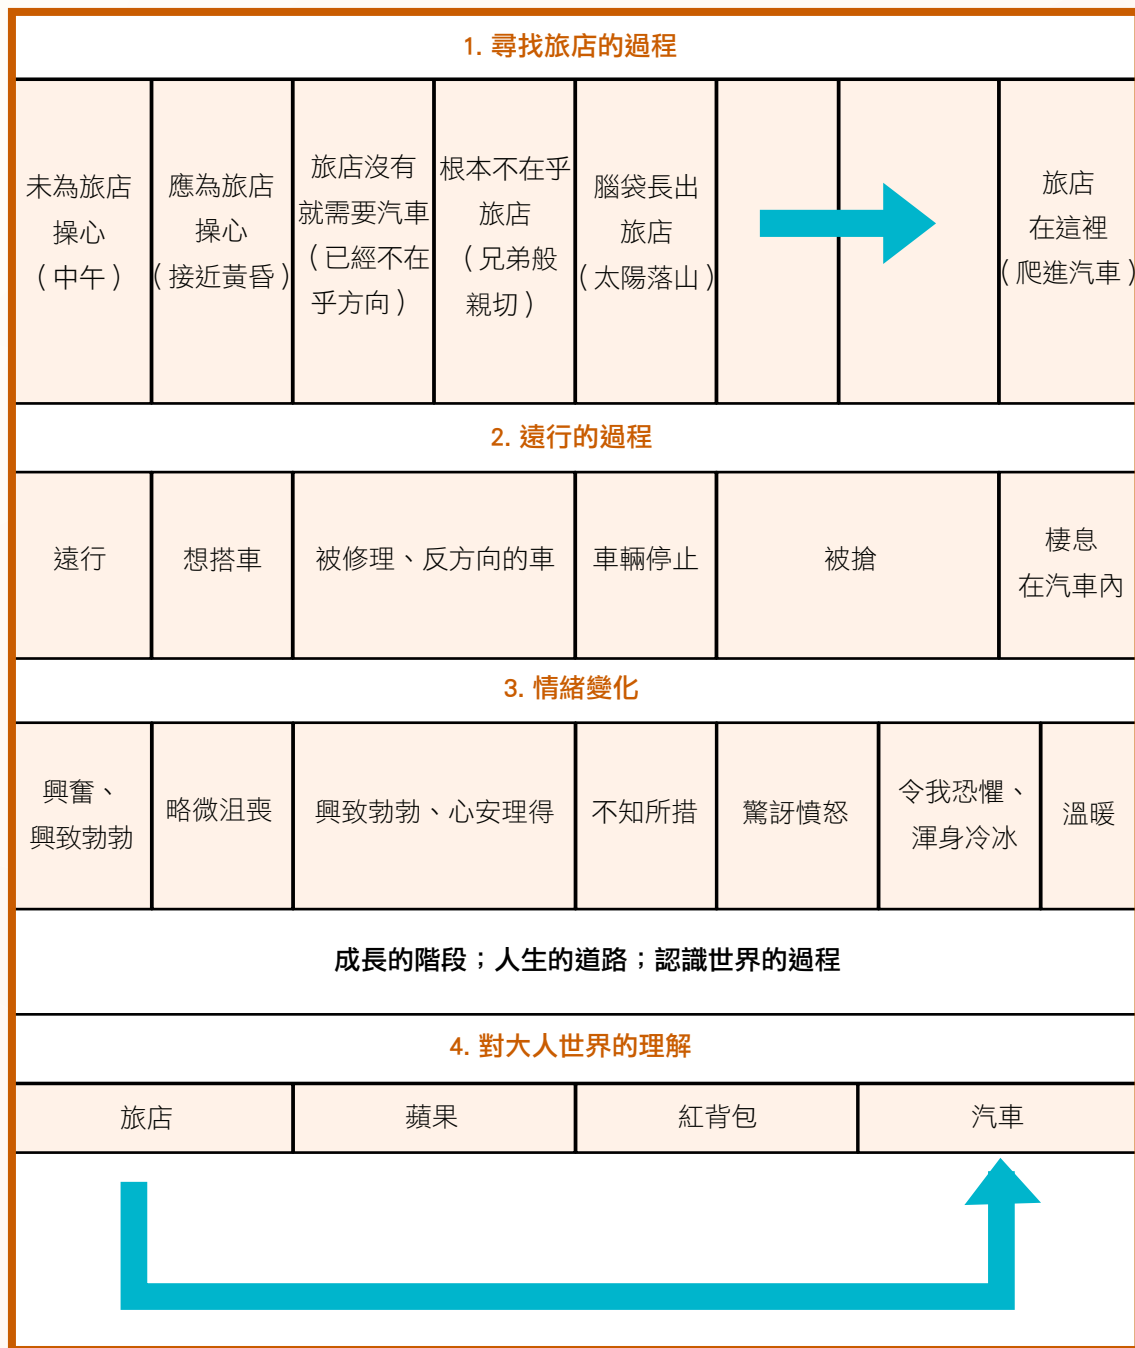 1. 尋找旅店的過程
未為旅店
操心
（中午）
應為旅店
操心
（接近黃昏）
旅店沒有
就需要汽車
（已經不在
乎方向）
根本不在乎
旅店
（兄弟般
親切）
腦袋長出
旅店
（太陽落山）
旅店
在這裡
（爬進汽車）
2. 遠行的過程
遠行
想搭車
被修理、反方向的車
車輛停止
被搶
棲息
在汽車內
3. 情緒變化
興奮、
興致勃勃
略微沮喪
興致勃勃、心安理得
不知所措
驚訝憤怒
令我恐懼、
渾身冷冰
溫暖
成長的階段；人生的道路；認識世界的過程
4. 對大人世界的理解
旅店
蘋果
紅背包
汽車